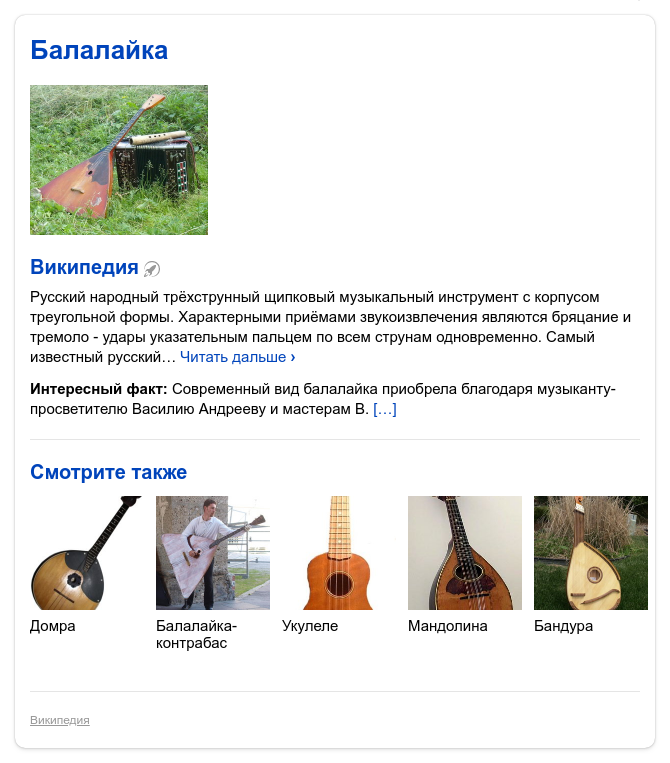 Балалайка
Википедия
Русский народный трёхструнный щипковый музыкальный инструмент с корпусом
треугольной формы. Характерными приёмами звукоизвлечения являются бряцание и
тремоло - удары указательным пальцем по всем струнам одновременно. Самый
известный русский… Читать дальше ›
Интересный факт: Современный вид балалайка приобрела благодаря музыканту-
просветителю Василию Андрееву и мастерам В. […]
Смотрите также
Домра
Балалайка-
контрабас
Укулеле
Мандолина
Бандура
Википедия